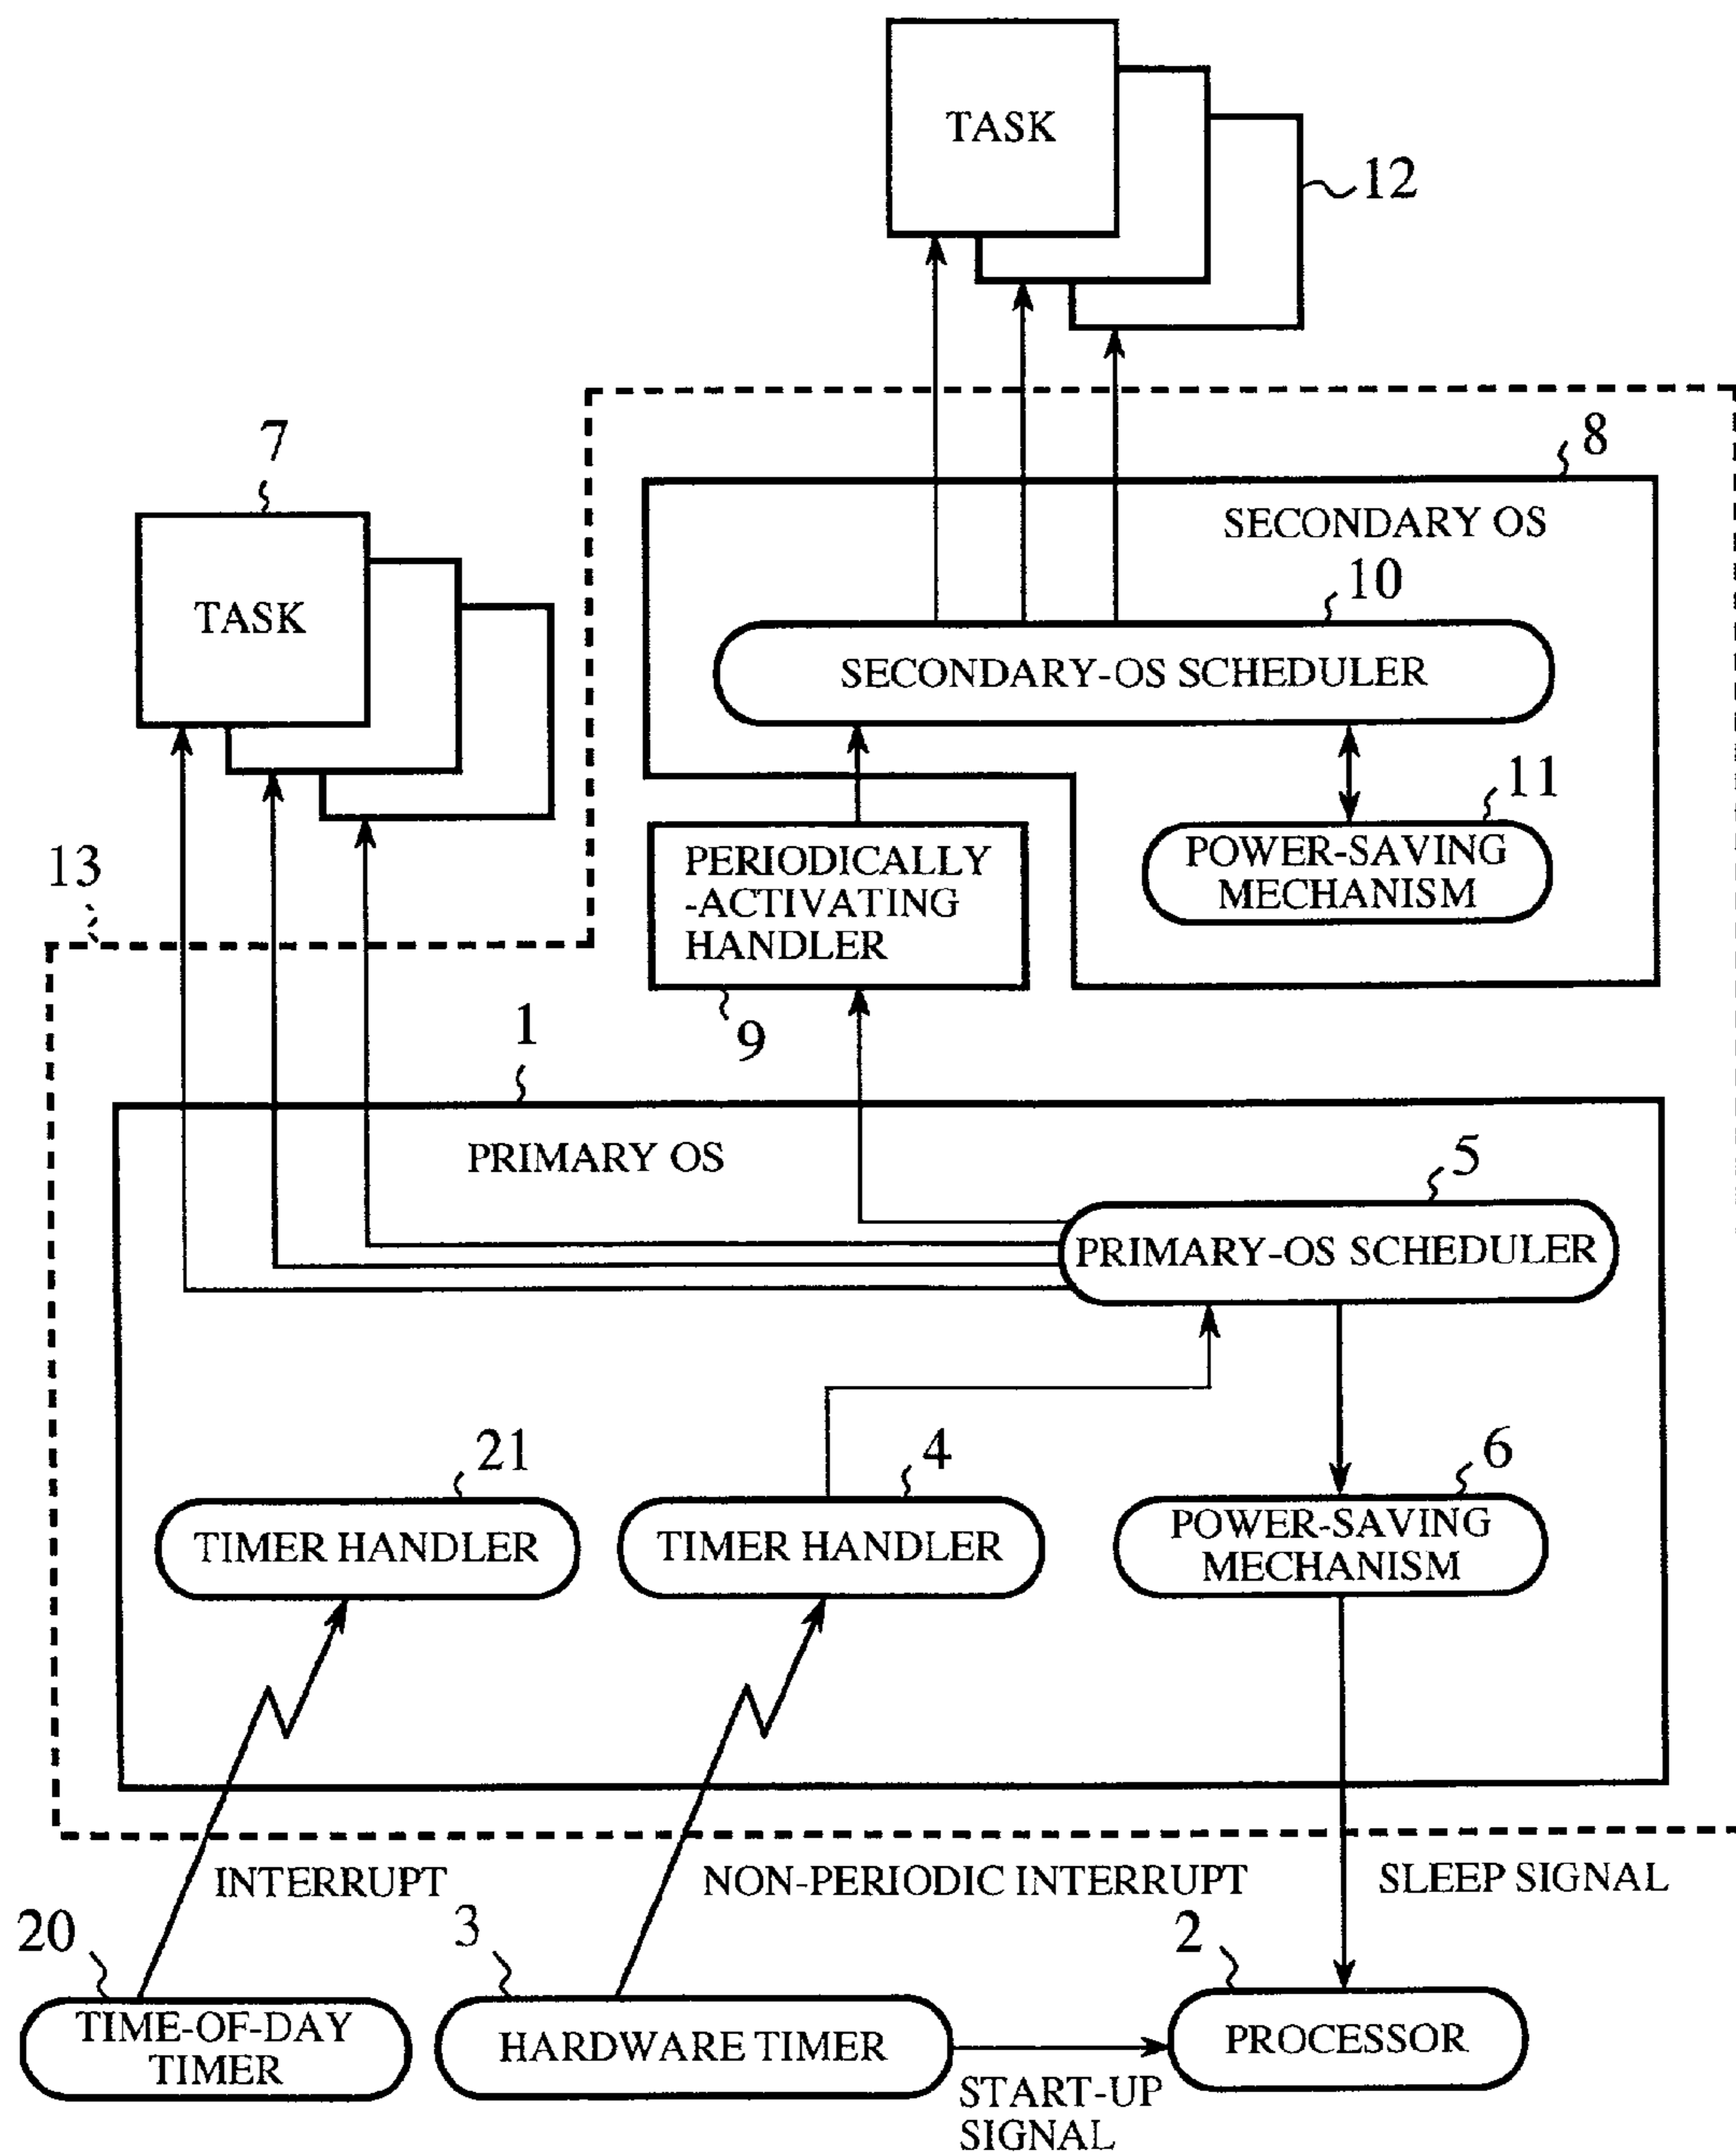 TASK
12
7
8
SECONDARY OS
10
TASK
SECONDARY-OS SCHEDULER
11
13
PERIODICALLY
-ACTIVATING
HANDLER
POWER-SAVING
MECHANISM
9
1
PRIMARY OS
5
PRIMARY-OS SCHEDULER
21
4
6
TIMER HANDLER
TIMER HANDLER
POWER-SAVING
MECHANISM
INTERRUPT
NON-PERIODIC INTERRUPT
SLEEP SIGNAL
20
3
2
TIME-OF-DAY
TIMER
HARDWARE TIMER
PROCESSOR
START-UP
SIGNAL